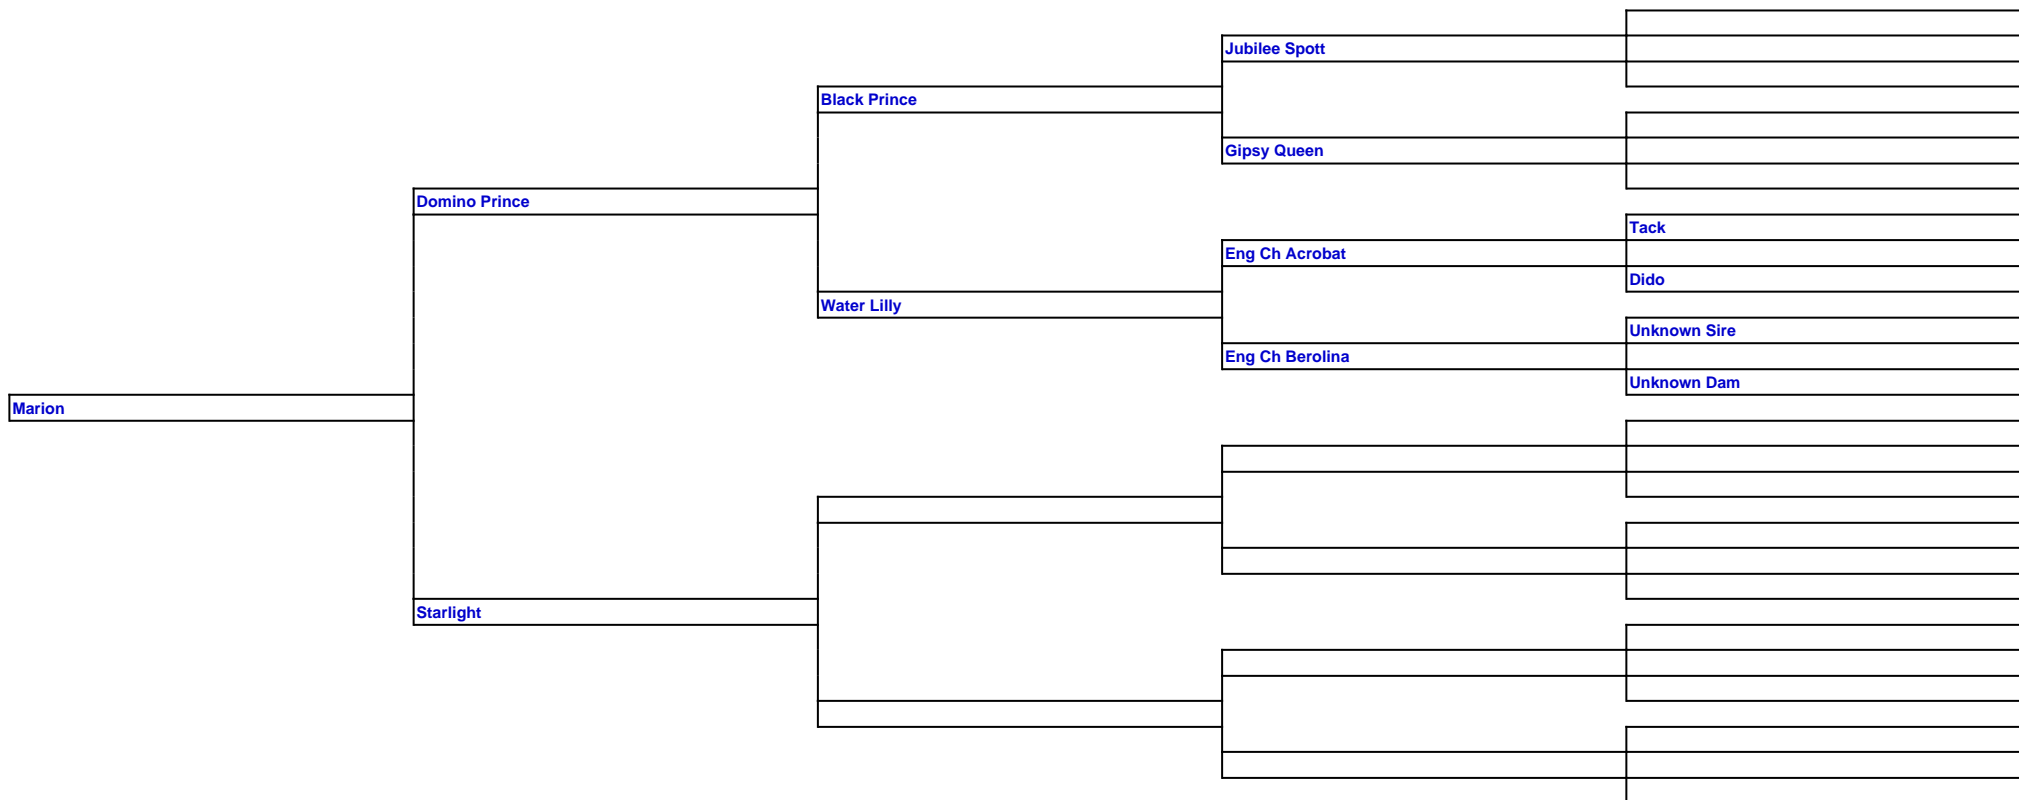 Jubilee Spott
Black Prince
Gipsy Queen
Domino Prince
Tack
Eng Ch Acrobat
Dido
Water Lilly
Unknown Sire
Eng Ch Berolina
Unknown Dam
Marion
Starlight